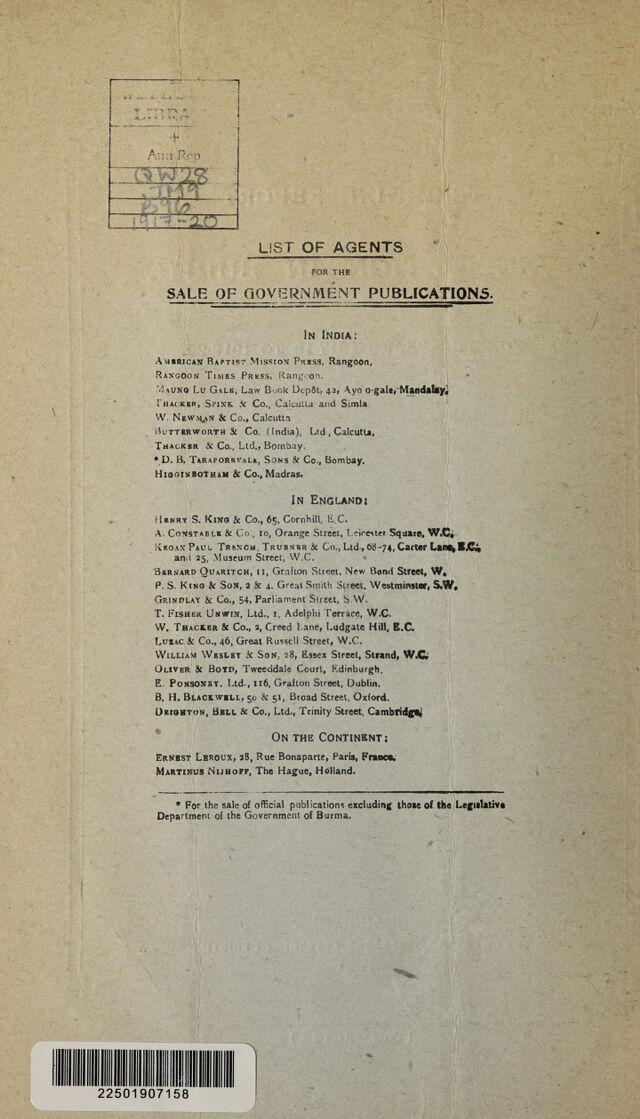 LIBRA
+
Ann Rep
QW28
JM9
B96
1917-20
LIST OF AGENTS
FOR THE
SALE OF GOVERNMENT PUBLICATIONS.
IN INDIA:
AMERICAN BAPTIST MISSION PRESS, Rangoon.
RANGOON TIMES PRESS, Rangoon.
MAUNG LU GALE, Law Book Depôt, 42, Ayo-o-gale, Mandalay.
THACKER, SPINK & Co., Calcutta and Simla.
W. NEWMAN & Co., Calcutta
BUTTERWORTH & Co. (India), Ltd, Calcutta.
THACKER & Co., Ltd., Bombay.
* D. B. TARAPOREVALA, SONS & Co., Bombay.
HIGGINBOTHAM & Co., Madras.
IN ENGLAND:
HENRY S. KING & Co., 65, Cornhill, E.C.
A. CONSTABLE & Co., 10, Orange Street, Leicester Square, W.C.
KEGAN PAUL TRENCH, TRUBNER & Co., Ltd., 68-74, Carter Lane, E.C.,
and 25, Museum Street, W.C.
BERNARD QUARITCH, 11, Grafton Street, New Bond Street, W.
P. S. KING & SON, 2 & 4, Great Smith Street, Westminster, S.W.
GRINDLAY & Co., 54, Parliament Street, S.W.
T. FISHER UNWIN, Ltd., 1, Adelphi Terrace, W.C.
W. THACKER & Co., 2, Creed Lane, Ludgate Hill, E.C.
LUZAC & Co., 46, Great Russell Street, W.C.
WILLIAM WESLEY & SON, 28, Essex Street, Strand, W.C.
OLIVER & BOYD, Tweeddale Court, Edinburgh.
E. PONSONBY, Ltd., 116, Grafton Street, Dublin.
B. H. BLACKWELL, 50 & 51, Broad Street, Oxford.
DEIGHTON, BELL & Co., Ltd., Trinity Street, Cambridge.
ON THE CONTINENT:
ERNEST LEROUX, 28, Rue Bonaparte, Paris, France.
MARTINUS NIJHOFF, The Hague, Holland.
* For the sale of official publications excluding those of the Legislative
Department of the Government of Burma.
22501907158